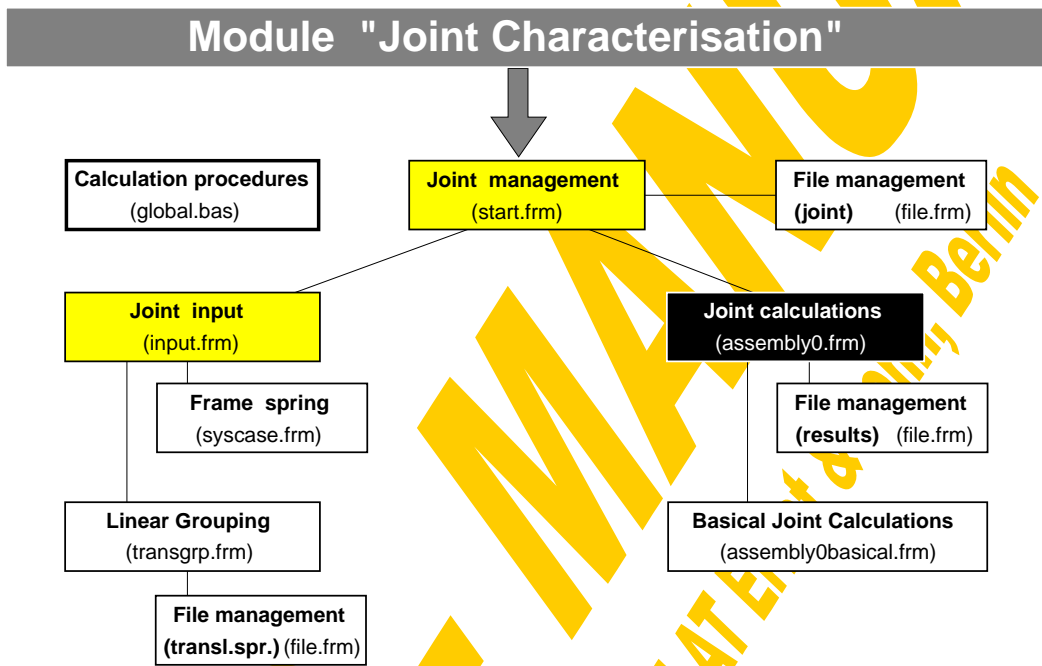 Module "Joint Characterisation"
Calculation procedures
(global.bas)
Joint management
(start.frm)
File management
(joint) (file.frm)
Joint input
(input.frm)
Joint calculations
(assembly0.frm)
Frame spring
(syscase.frm)
File management
(results) (file.frm)
Linear Grouping
(transgrp.frm)
Basical Joint Calculations
(assembly0basical.frm)
File management
(transl.spr.) (file.frm)
Berlin